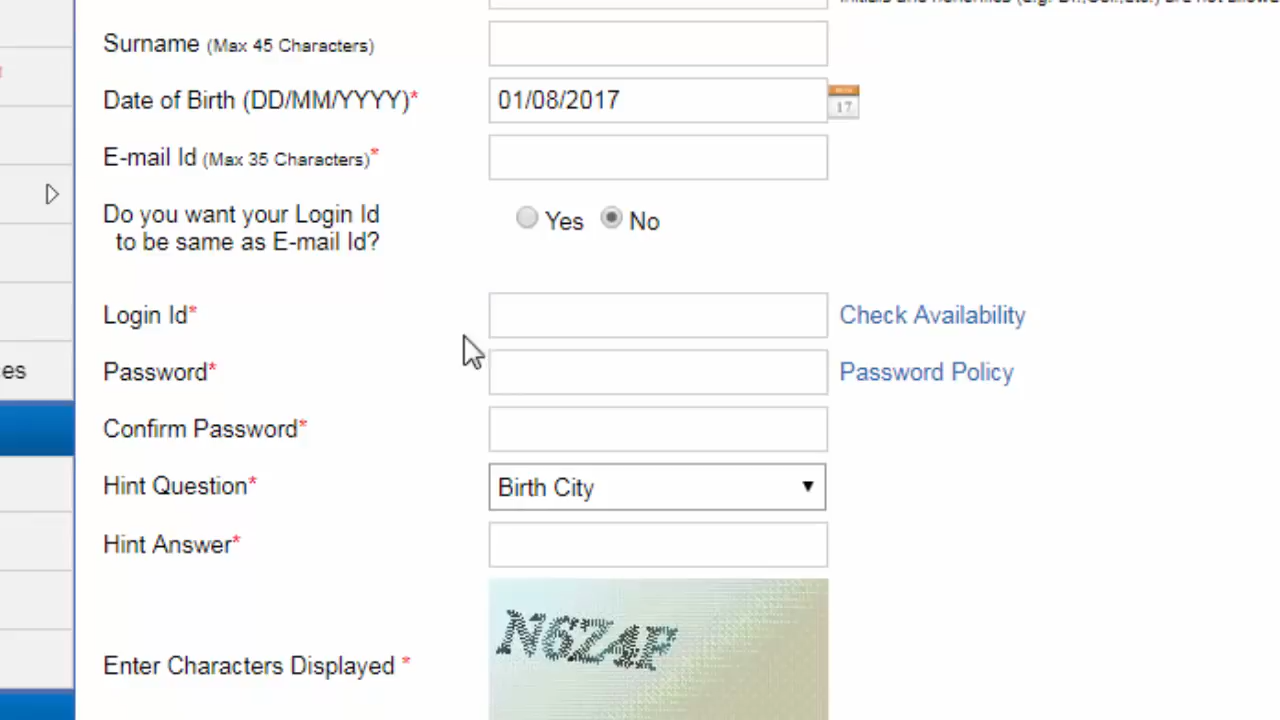 Surname (Max 45 Characters)
Date of Birth (DD/MM/YYYY)* 01/08/2017
17
E-mail Id (Max 35 Characters)*
Do you want your Login Id
to be same as E-mail Id?
Yes No
Login Id* Check Availability
Password* Password Policy
es
Confirm Password*
Hint Question* Birth City
Hint Answer*
Enter Characters Displayed *